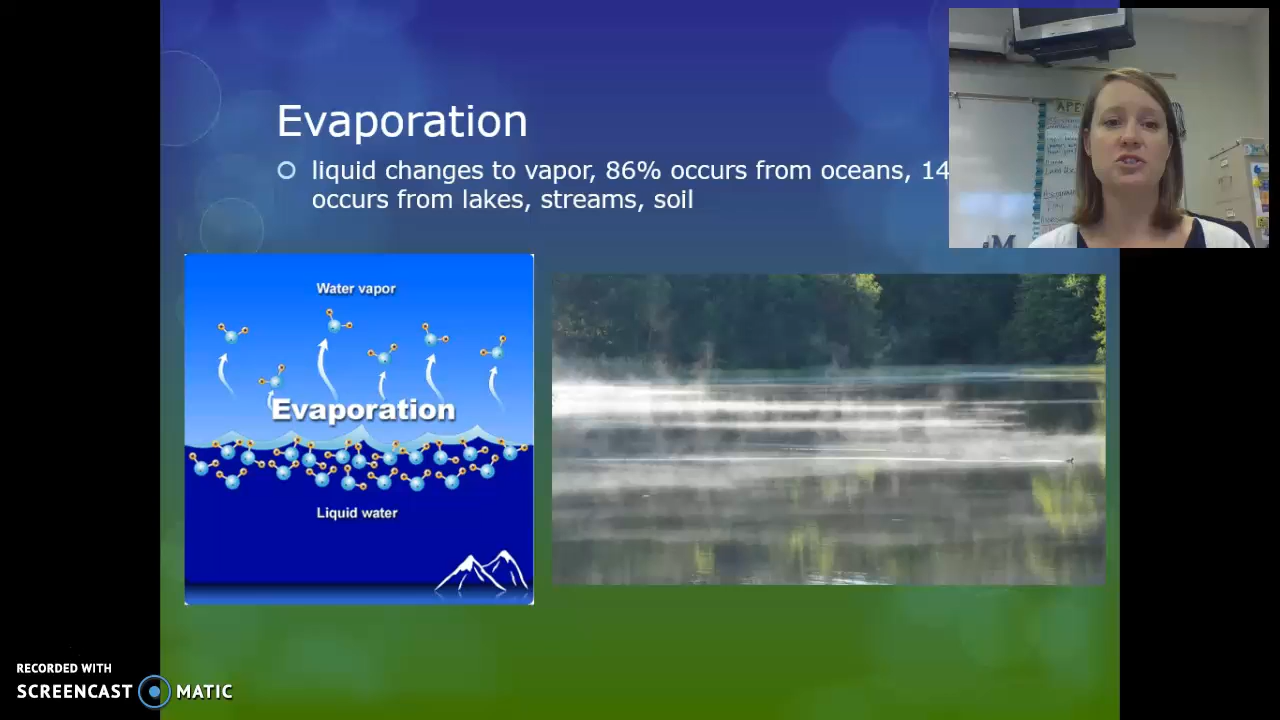 Evaporation
liquid changes to vapor, 86% occurs from oceans, 14
occurs from lakes, streams, soil
Water vapor
Evaporation
Liquid water
APE
RECORDED WITH
SCREENCAST MATIC